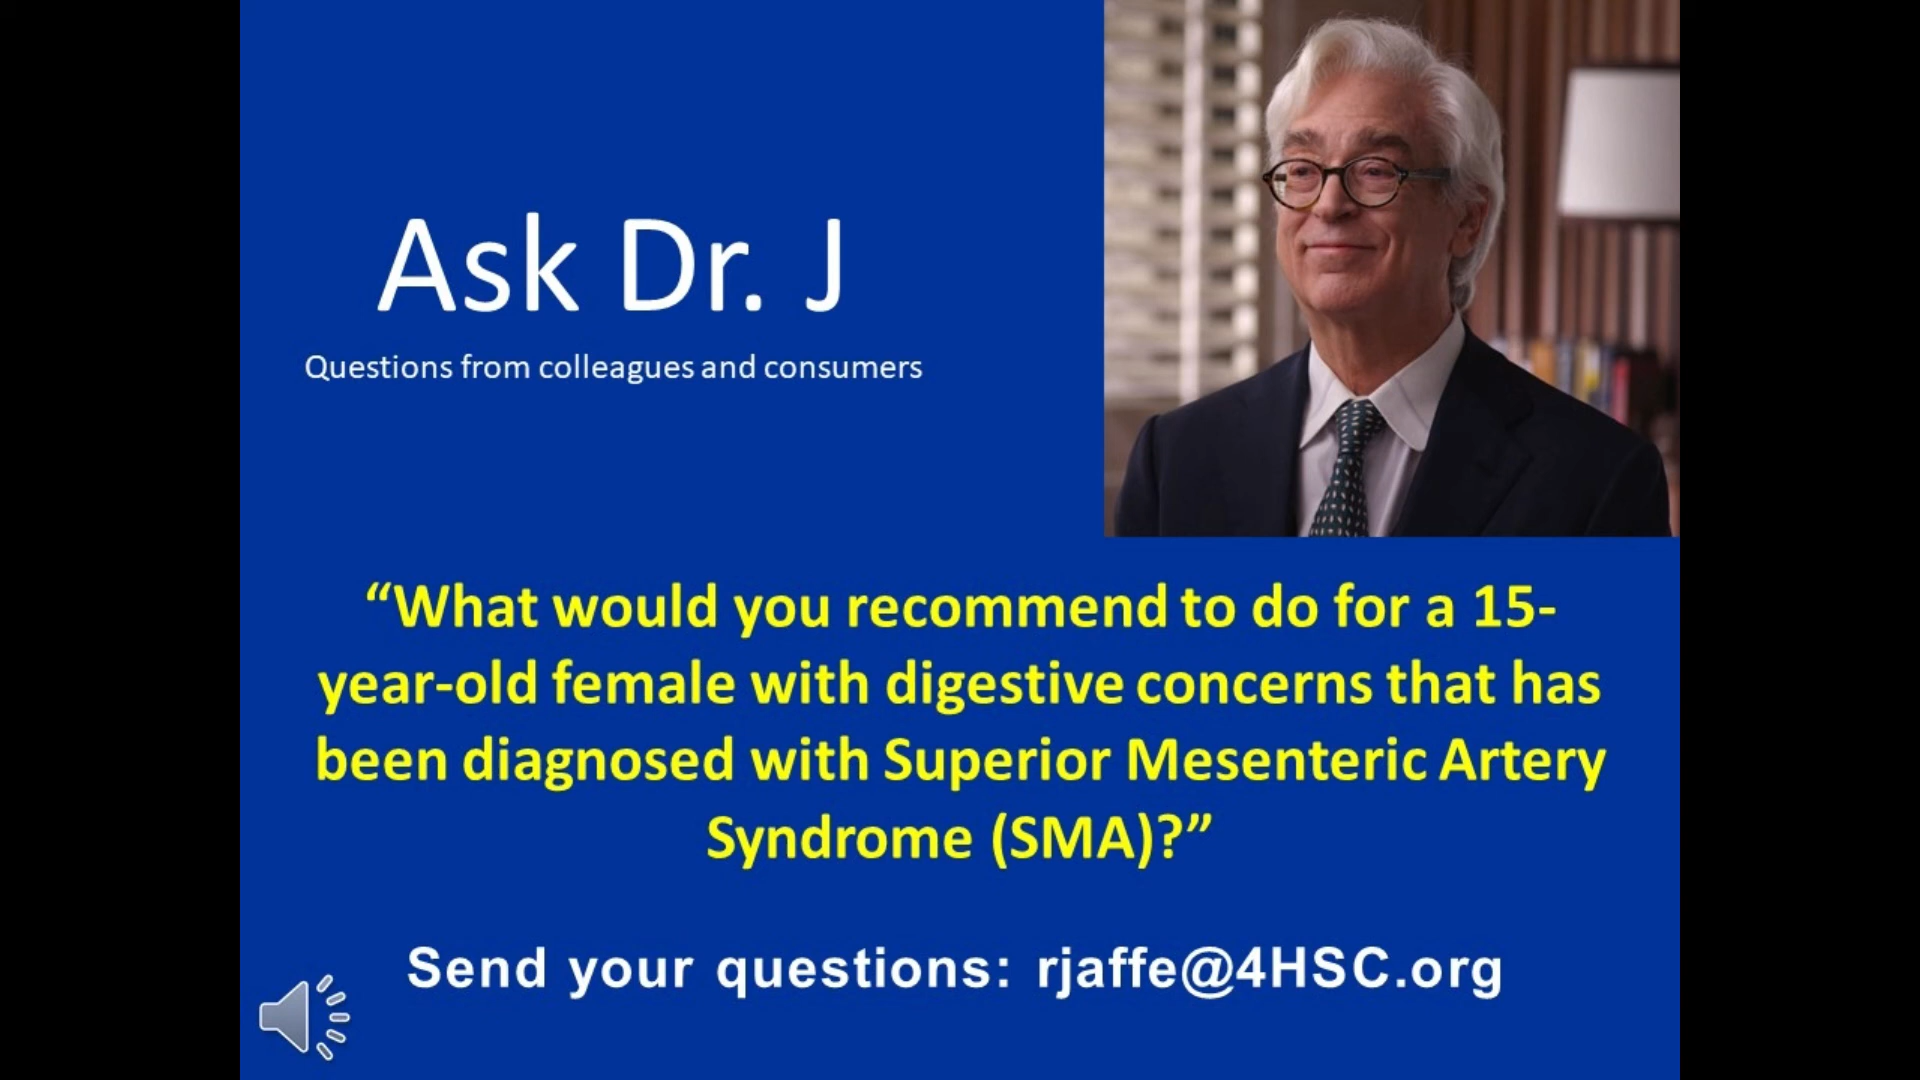 Ask Dr. J
Questions from colleagues and consumers
“What would you recommend to do for a 15-
year-old female with digestive concerns that has
been diagnosed with Superior Mesenteric Artery
Syndrome (SMA)?”
Send your questions: rjaffe@4HSC.org